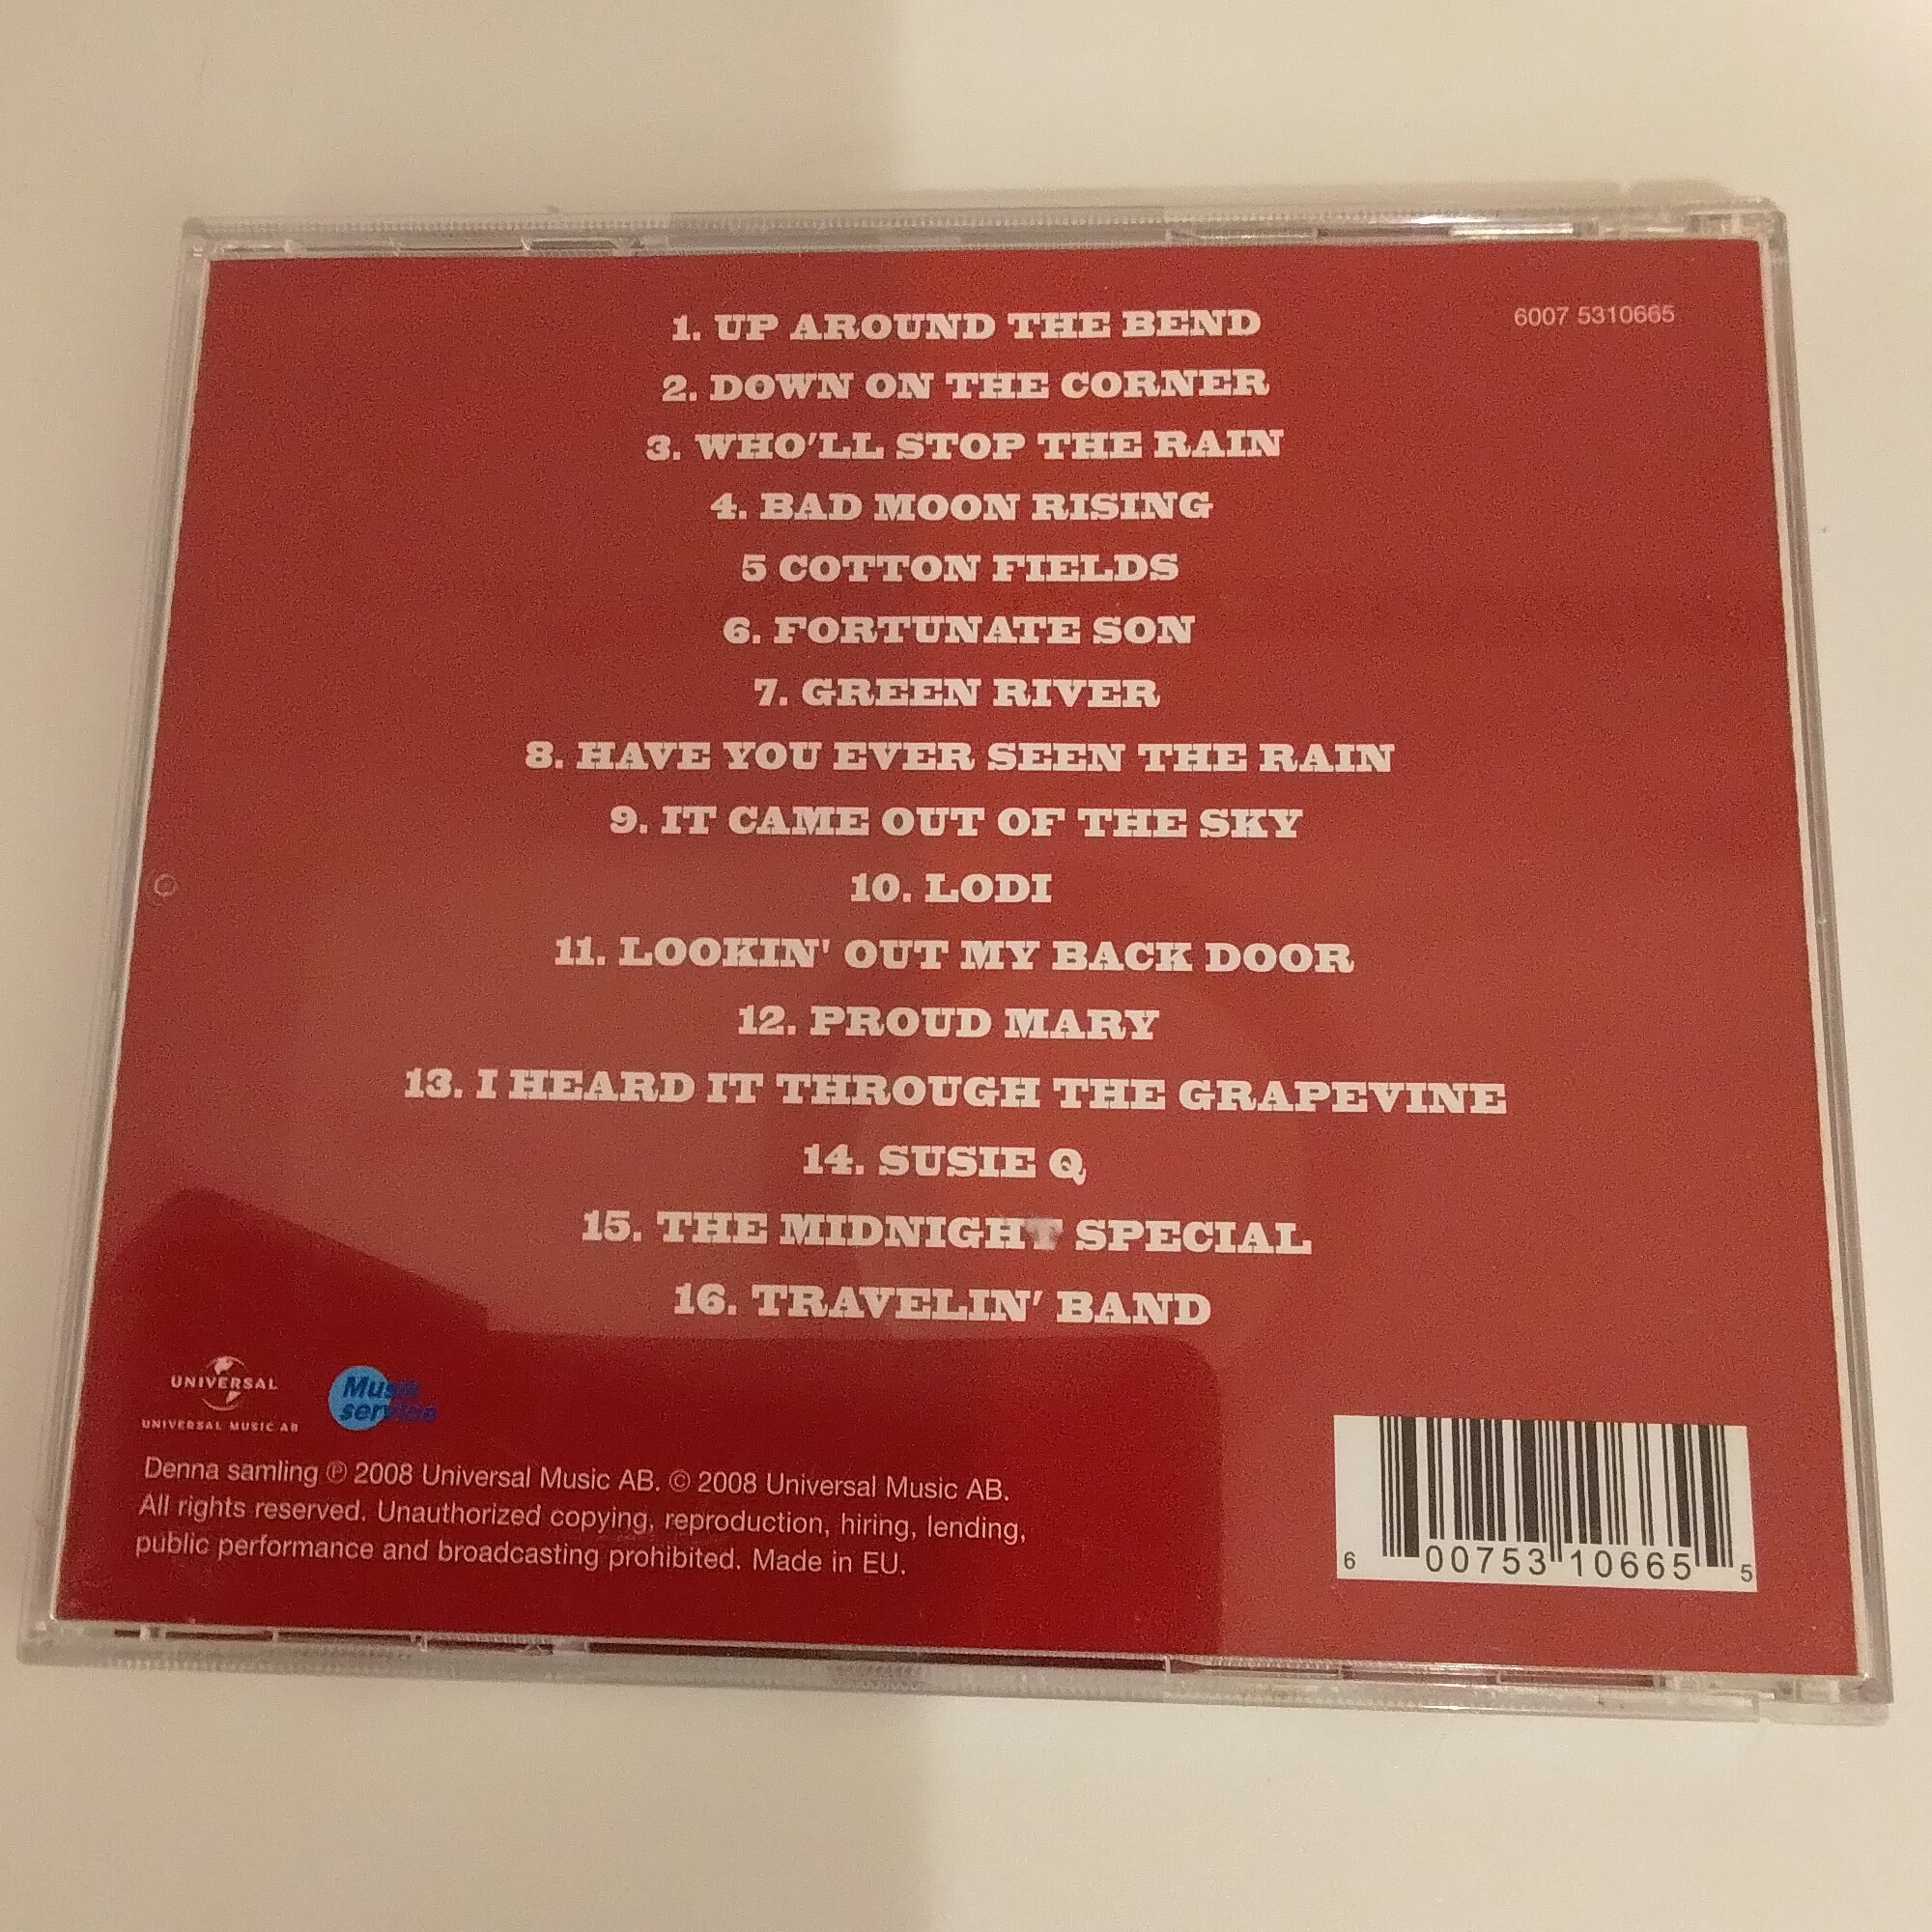 6007 5310665
1. UP AROUND THE BEND
2. DOWN ON THE CORNER
3. WHO'LL STOP THE RAIN
4. BAD MOON RISING
5 COTTON FIELDS
6. FORTUNATE SON
7. GREEN RIVER
8. HAVE YOU EVER SEEN THE RAIN
9. IT CAME OUT OF THE SKY
10. LODI
11. LOOKIN' OUT MY BACK DOOR
12. PROUD MARY
13. I HEARD IT THROUGH THE GRAPEVINE
14. SUSIE Q
15. THE MIDNIGHT SPECIAL
16. TRAVELIN' BAND
UNIVERSAL
UNIVERSAL MUSIC AB
Musik
service
Denna samling ℗ 2008 Universal Music AB. © 2008 Universal Music AB.
All rights reserved. Unauthorized copying, reproduction, hiring, lending,
public performance and broadcasting prohibited. Made in EU.
6 00753 10665 5